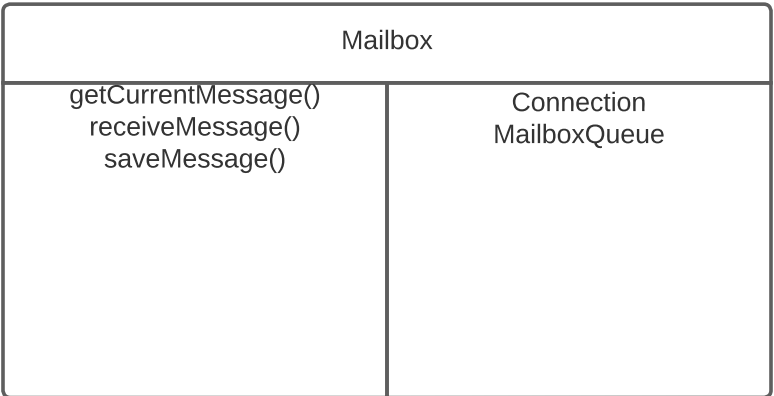 Mailbox
getCurrentMessage()
receiveMessage()
saveMessage()
Connection
MailboxQueue